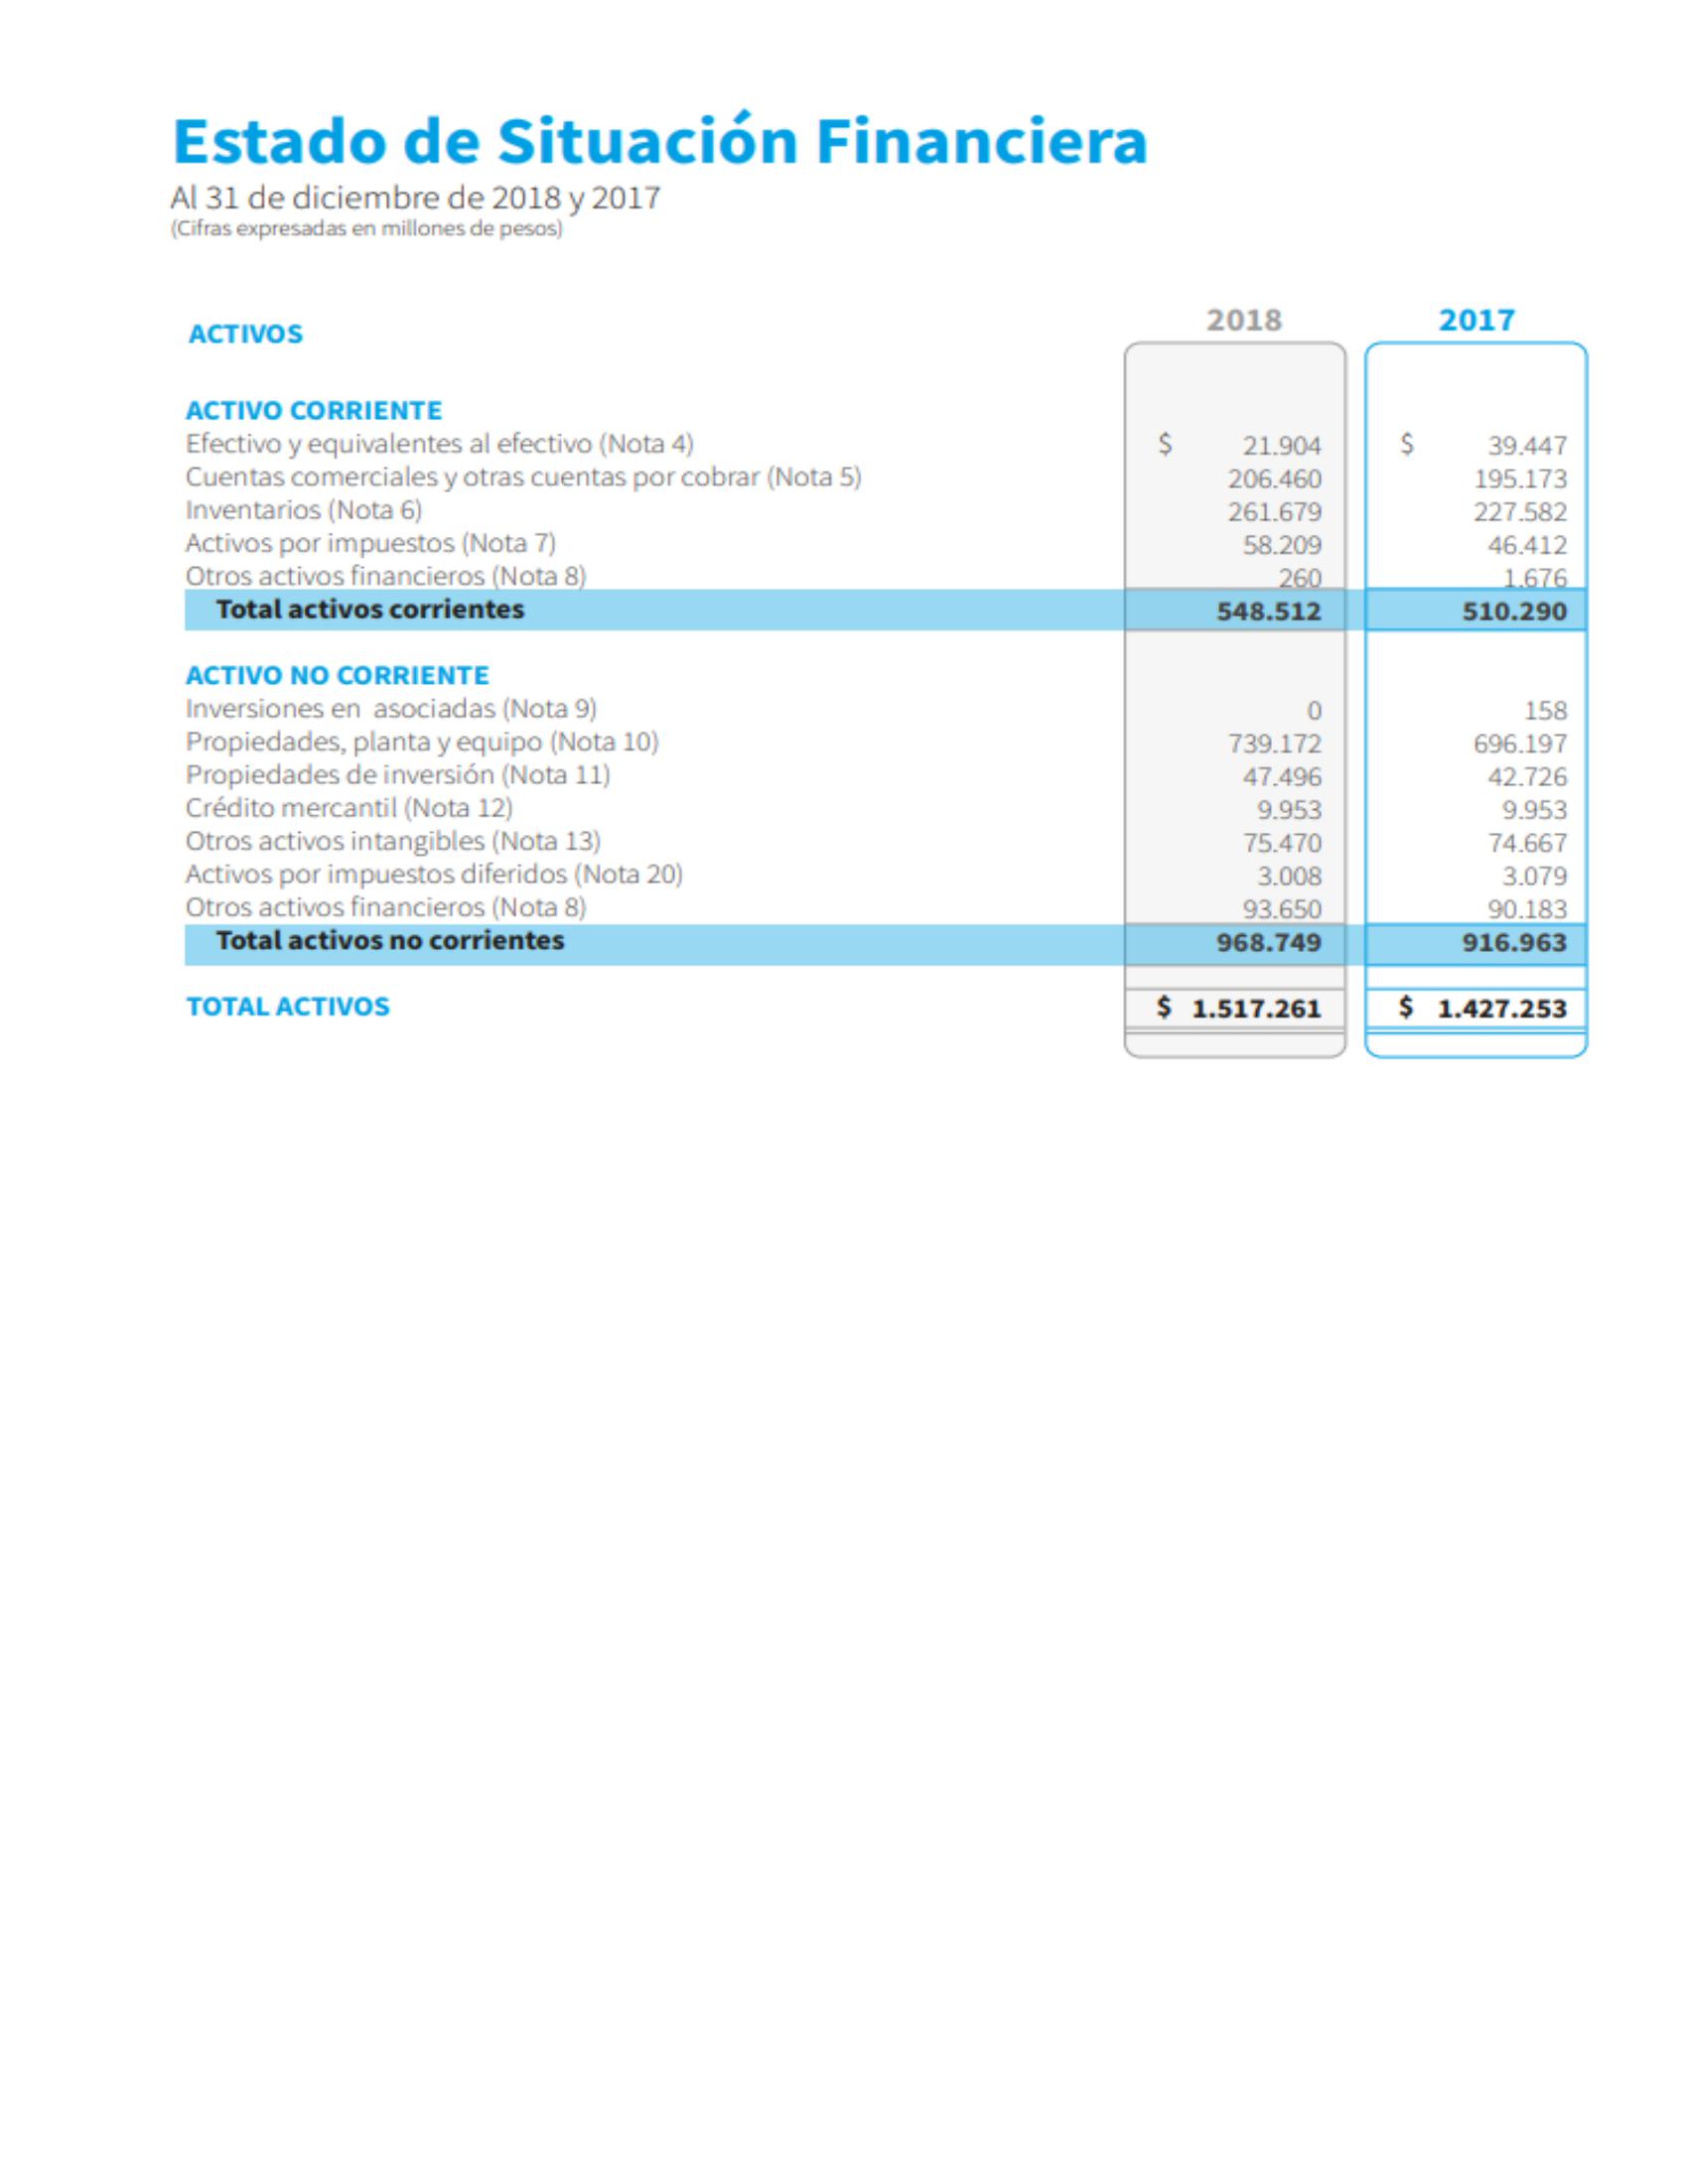 Estado de Situación Financiera
Al 31 de diciembre de 2018 y 2017
(Cifras expresadas en millones de pesos)
ACTIVOS 2018 2017
ACTIVO CORRIENTE
Efectivo y equivalentes al efectivo (Nota 4) $ 21.904 $ 39.447
Cuentas comerciales y otras cuentas por cobrar (Nota 5) 206.460 195.173
Inventarios (Nota 6) 261.679 227.582
Activos por impuestos (Nota 7) 58.209 46.412
Otros activos financieros (Nota 8) 260 1.676
Total activos corrientes 548.512 510.290
ACTIVO NO CORRIENTE
Inversiones en asociadas (Nota 9) 0 158
Propiedades, planta y equipo (Nota 10) 739.172 696.197
Propiedades de inversión (Nota 11) 47.496 42.726
Crédito mercantil (Nota 12) 9.953 9.953
Otros activos intangibles (Nota 13) 75.470 74.667
Activos por impuestos diferidos (Nota 20) 3.008 3.079
Otros activos financieros (Nota 8) 93.650 90.183
Total activos no corrientes 968.749 916.963
TOTAL ACTIVOS $ 1.517.261 $ 1.427.253